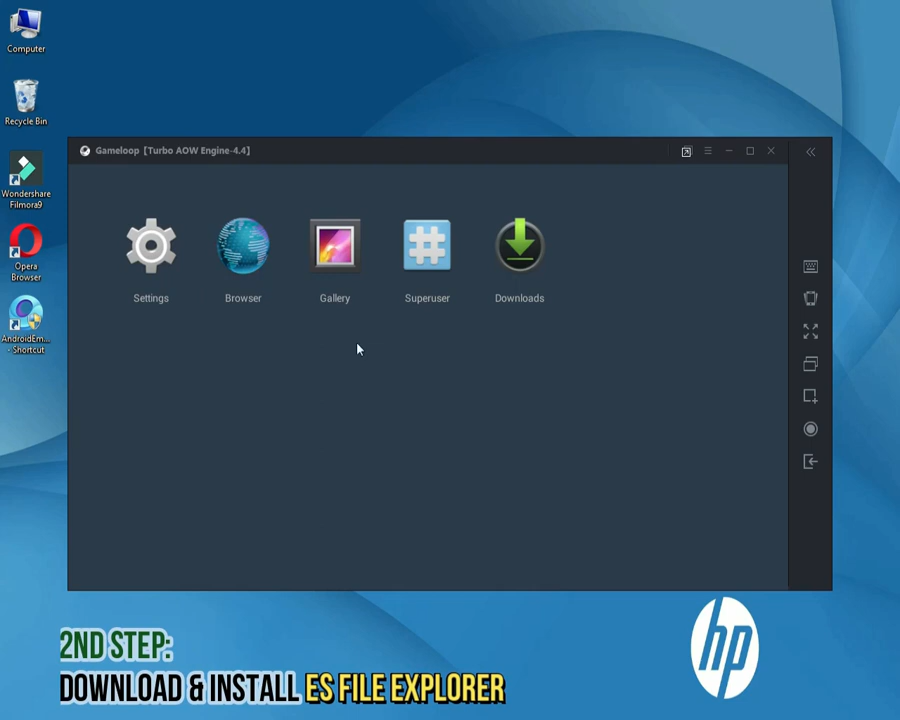 Computer
Recycle Bin
Wondershare
Filmora9
Opera
Browser
AndroidEm...
- Shortcut
Gameloop [Turbo AOW Engine-4.4]
Settings
Browser
Gallery
Superuser
Downloads
hp
2ND STEP:
DOWNLOAD & INSTALL ES FILE EXPLORER